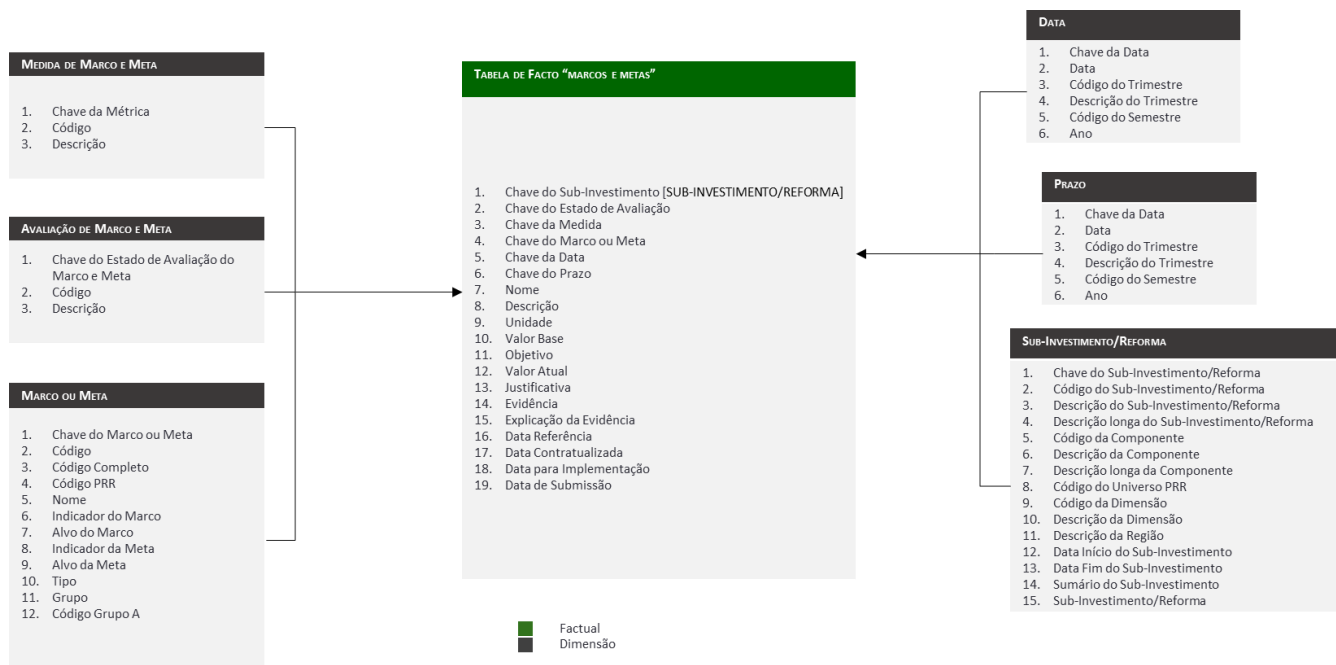 MEDIDA DE MARCO E META
1. Chave da Métrica
2. Código
3. Descrição
AVALIAÇÃO DE MARCO E META
1. Chave do Estado de Avaliação do
Marco e Meta
2. Código
3. Descrição
MARCO OU META
1. Chave do Marco ou Meta
2. Código
3. Código Completo
4. Código PRR
5. Nome
6. Indicador do Marco
7. Alvo do Marco
8. Indicador da Meta
9. Alvo da Meta
10. Tipo
11. Grupo
12. Código Grupo A
TABELA DE FACTO “MARCOS E METAS”
1. Chave do Sub-Investimento [SUB-INVESTIMENTO/REFORMA]
2. Chave do Estado de Avaliação
3. Chave da Medida
4. Chave do Marco ou Meta
5. Chave da Data
6. Chave do Prazo
7. Nome
8. Descrição
9. Unidade
10. Valor Base
11. Objetivo
12. Valor Atual
13. Justificativa
14. Evidência
15. Explicação da Evidência
16. Data Referência
17. Data Contratualizada
18. Data para Implementação
19. Data de Submissão
Factual
Dimensão
DATA
1. Chave da Data
2. Data
3. Código do Trimestre
4. Descrição do Trimestre
5. Código do Semestre
6. Ano
PRAZO
1. Chave da Data
2. Data
3. Código do Trimestre
4. Descrição do Trimestre
5. Código do Semestre
6. Ano
SUB-INVESTIMENTO/REFORMA
1. Chave do Sub-Investimento/Reforma
2. Código do Sub-Investimento/Reforma
3. Descrição do Sub-Investimento/Reforma
4. Descrição longa do Sub-Investimento/Reforma
5. Código da Componente
6. Descrição da Componente
7. Descrição longa da Componente
8. Código do Universo PRR
9. Código da Dimensão
10. Descrição da Dimensão
11. Descrição da Região
12. Data Início do Sub-Investimento
13. Data Fim do Sub-Investimento
14. Sumário do Sub-Investimento
15. Sub-Investimento/Reforma